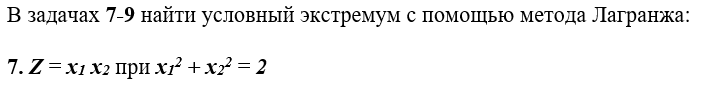 В задачах 7-9 найти условный экстремум с помощью метода Лагранжа:
7. Z = x₁ x₂ при x₁² + x₂² = 2